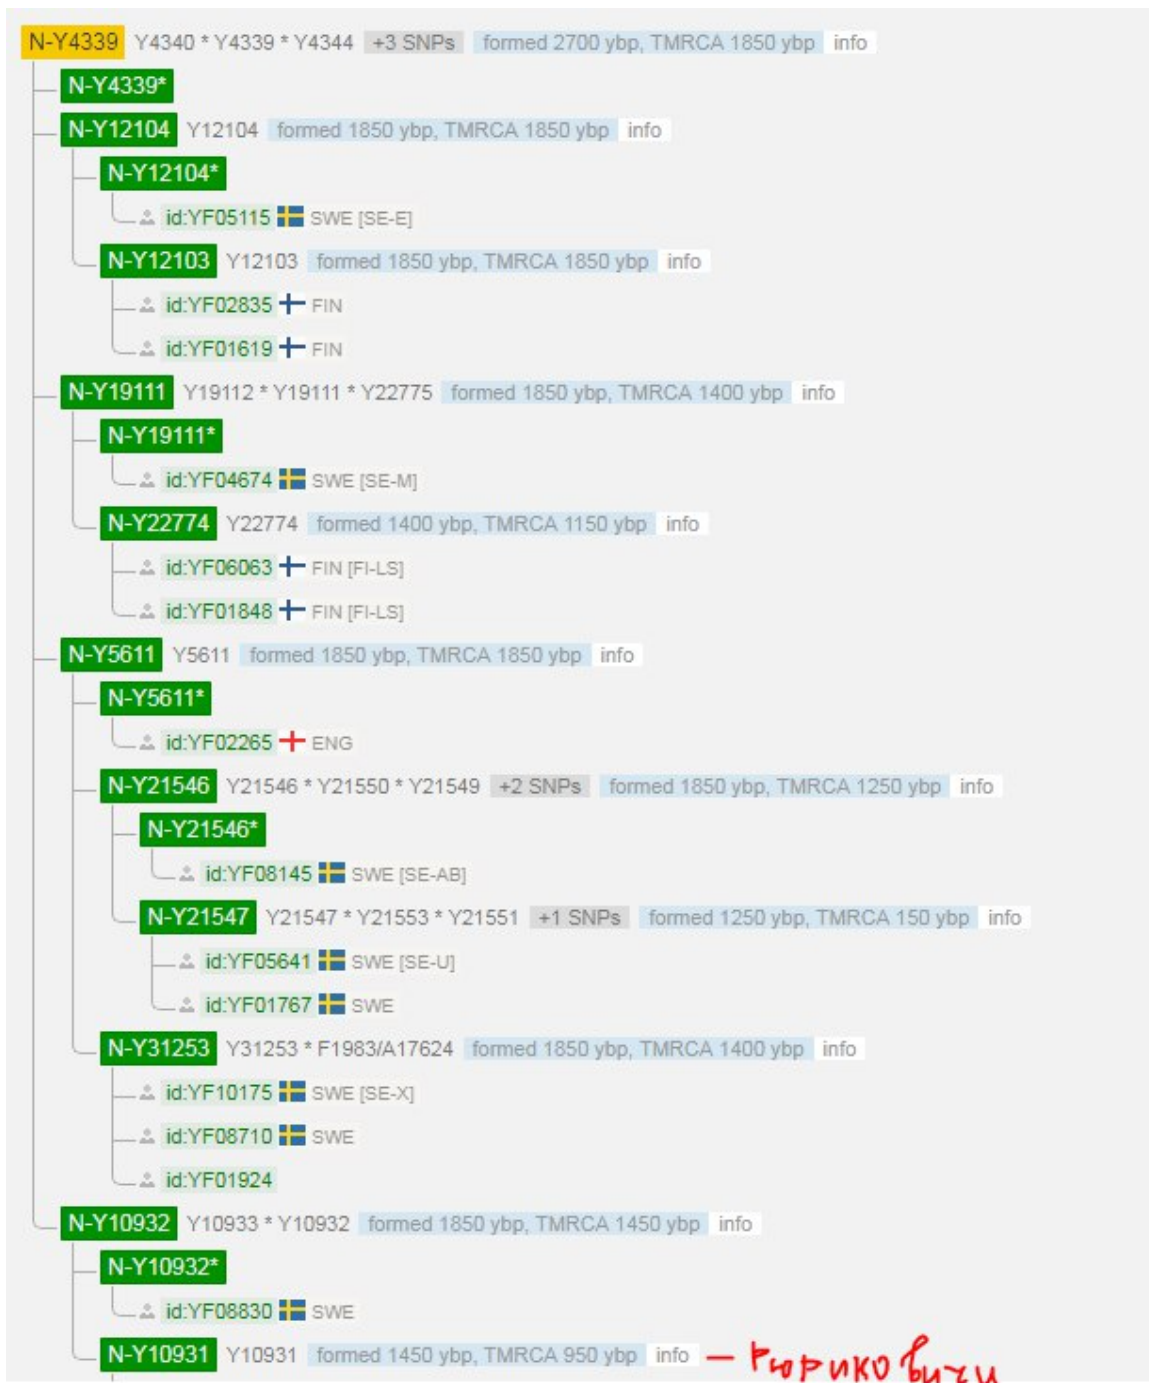 N-Y4339 Y4340 * Y4339 * Y4344 +3 SNPs formed 2700 ybp, TMRCA 1850 ybp info
N-Y4339*
N-Y12104 Y12104 formed 1850 ybp, TMRCA 1850 ybp info
N-Y12104*
id:YF05115 SWE [SE-E]
N-Y12103 Y12103 formed 1850 ybp, TMRCA 1850 ybp info
id:YF02835 FIN
id:YF01619 FIN
N-Y19111 Y19112 * Y19111 * Y22775 formed 1850 ybp, TMRCA 1400 ybp info
N-Y19111*
id:YF04674 SWE [SE-M]
N-Y22774 Y22774 formed 1400 ybp, TMRCA 1150 ybp info
id:YF06063 FIN [FI-LS]
id:YF01848 FIN [FI-LS]
N-Y5611 Y5611 formed 1850 ybp, TMRCA 1850 ybp info
N-Y5611*
id:YF02265 ENG
N-Y21546 Y21546 * Y21550 * Y21549 +2 SNPs formed 1850 ybp, TMRCA 1250 ybp info
N-Y21546*
id:YF08145 SWE [SE-AB]
N-Y21547 Y21547 * Y21553 * Y21551 +1 SNPs formed 1250 ybp, TMRCA 150 ybp info
id:YF05641 SWE [SE-U]
id:YF01767 SWE
N-Y31253 Y31253 * F1983/A17624 formed 1850 ybp, TMRCA 1400 ybp info
id:YF10175 SWE [SE-X]
id:YF08710 SWE
id:YF01924
N-Y10932 Y10933 * Y10932 formed 1850 ybp, TMRCA 1450 ybp info
N-Y10932*
id:YF08830 SWE
N-Y10931 Y10931 formed 1450 ybp, TMRCA 950 ybp info — Рюриковичи